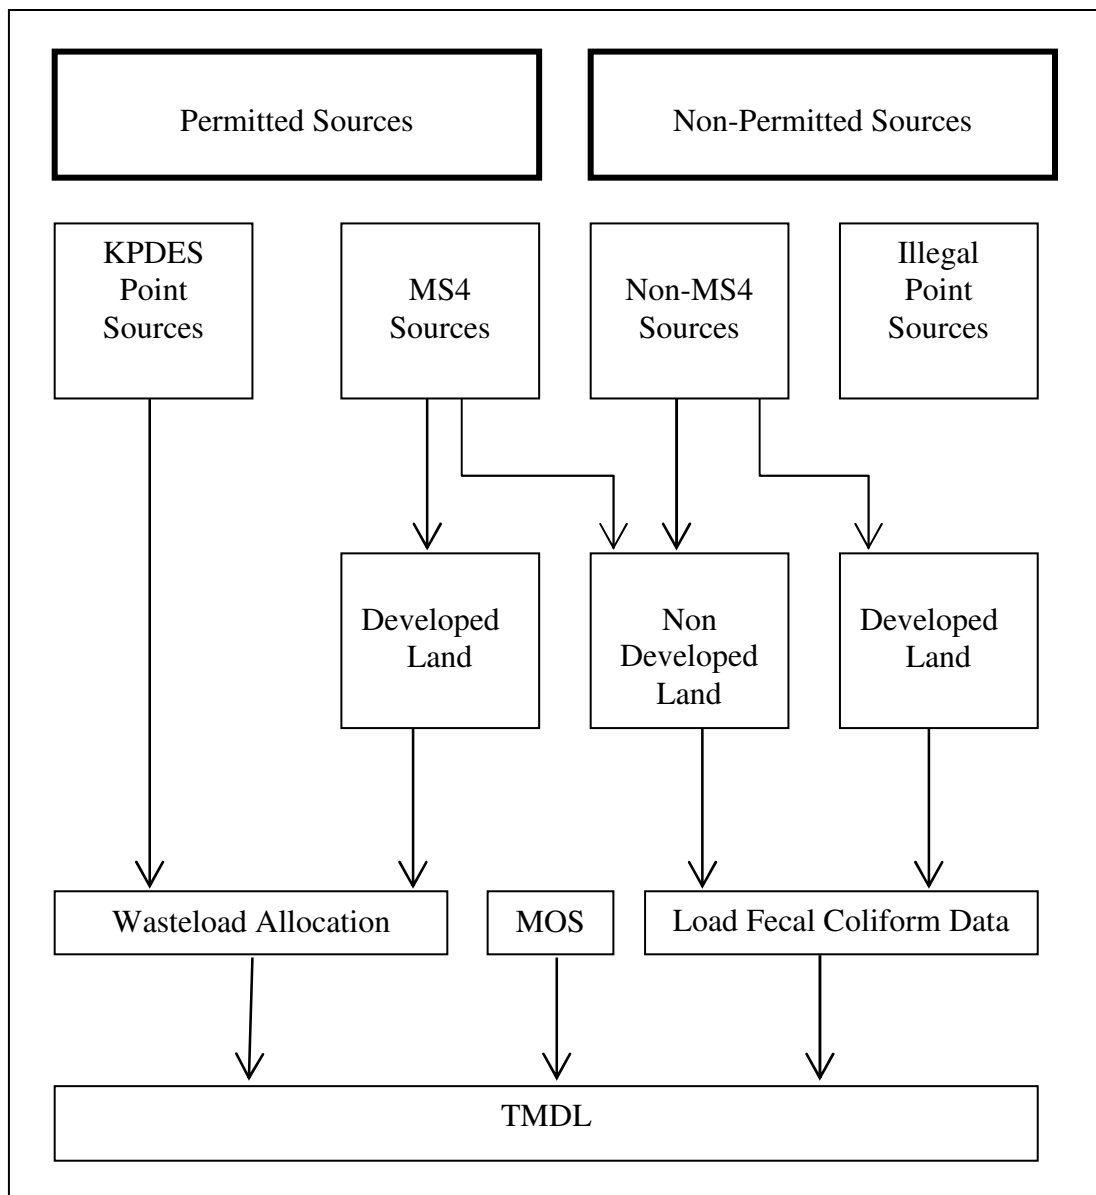 Permitted Sources
Non-Permitted Sources
KPDES
Point
Sources
MS4
Sources
Non-MS4
Sources
Illegal
Point
Sources
Developed
Land
Non
Developed
Land
Developed
Land
Wasteload Allocation
MOS
Load Fecal Coliform Data
TMDL